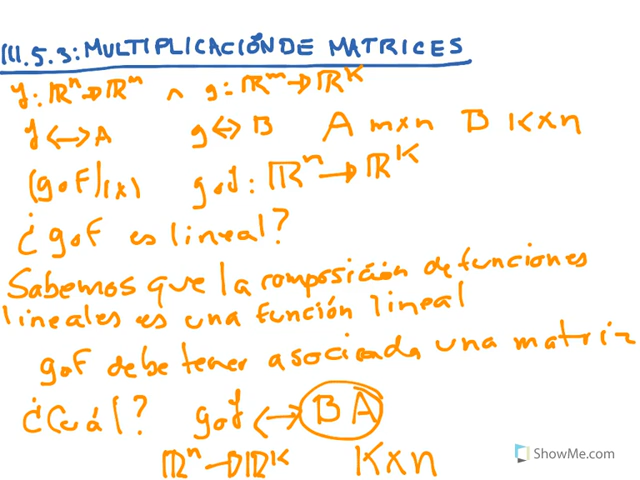 III.5.3: MULTIPLICACIÓN DE MATRICES
f: ℝⁿ→ℝᵐ ∧ g: ℝᵐ→ℝᴷ
f ↔ A g ↔ B A m×n B K×n
(g∘F)(x) g∘f: ℝⁿ→ℝᴷ
¿g∘F es lineal?
Sabemos que la composición de funciones
lineales es una función lineal
g∘F debe tener asociada una matriz
¿Cuál? g∘f ↔ BA
ℝⁿ→ℝᴷ K×n
ShowMe.com